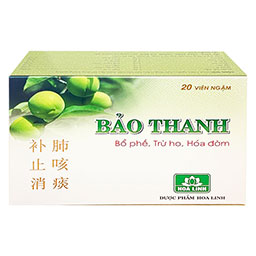 20 VIÊN NGẬM
BẢO THANH
Bổ phế, Trừ ho, Hóa đờm
补 肺
止 咳
消 痰
HOA LINH
DƯỢC PHẨM HOA LINH